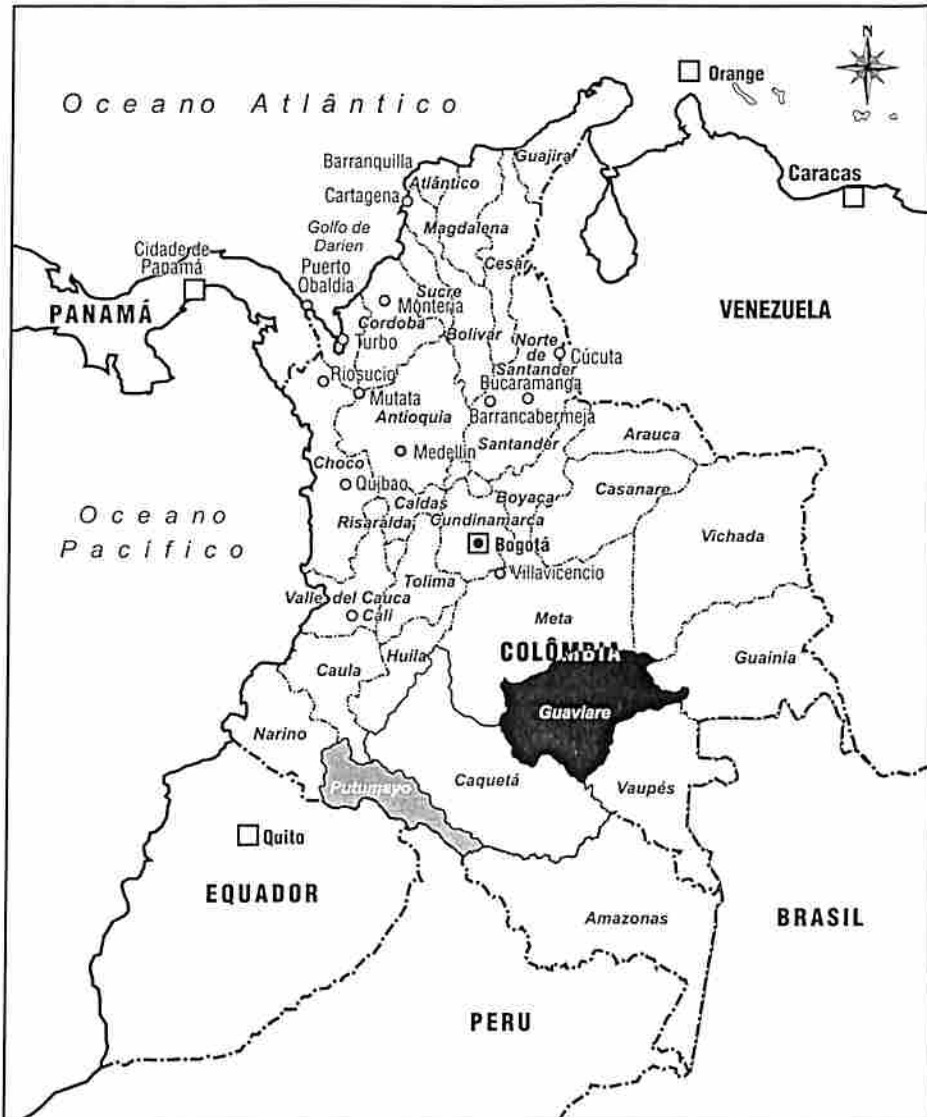 N
Orange
Oceano Atlântico
Guajira
Barranquilla
Caracas
Atlântico
Cartagena
Magdalena
Golfo de
Darien
Cidade de
Panamá
Cesar
Puerto
Obaldia
Sucre
Monteria
PANAMÁ
VENEZUELA
Cordoba
Bolivar
Turbo
Norte
de
Santander
Cúcuta
Riosucio
Bucaramanga
Mutata
Antioquia
Barrancabermeja
Arauca
Santander
Medellin
Choco
Quibao
Boyaca
Casanare
Caldas
Risaralda
Cundinamarca
Oceano
Pacífico
Vichada
Bogotá
Villavicencio
Tolima
Valle del Cauca
Cali
Meta
COLÔMBIA
Huila
Guainia
Caula
Guaviare
Narino
Caquetá
Putumayo
Vaupés
Quito
EQUADOR
Amazonas
BRASIL
PERU